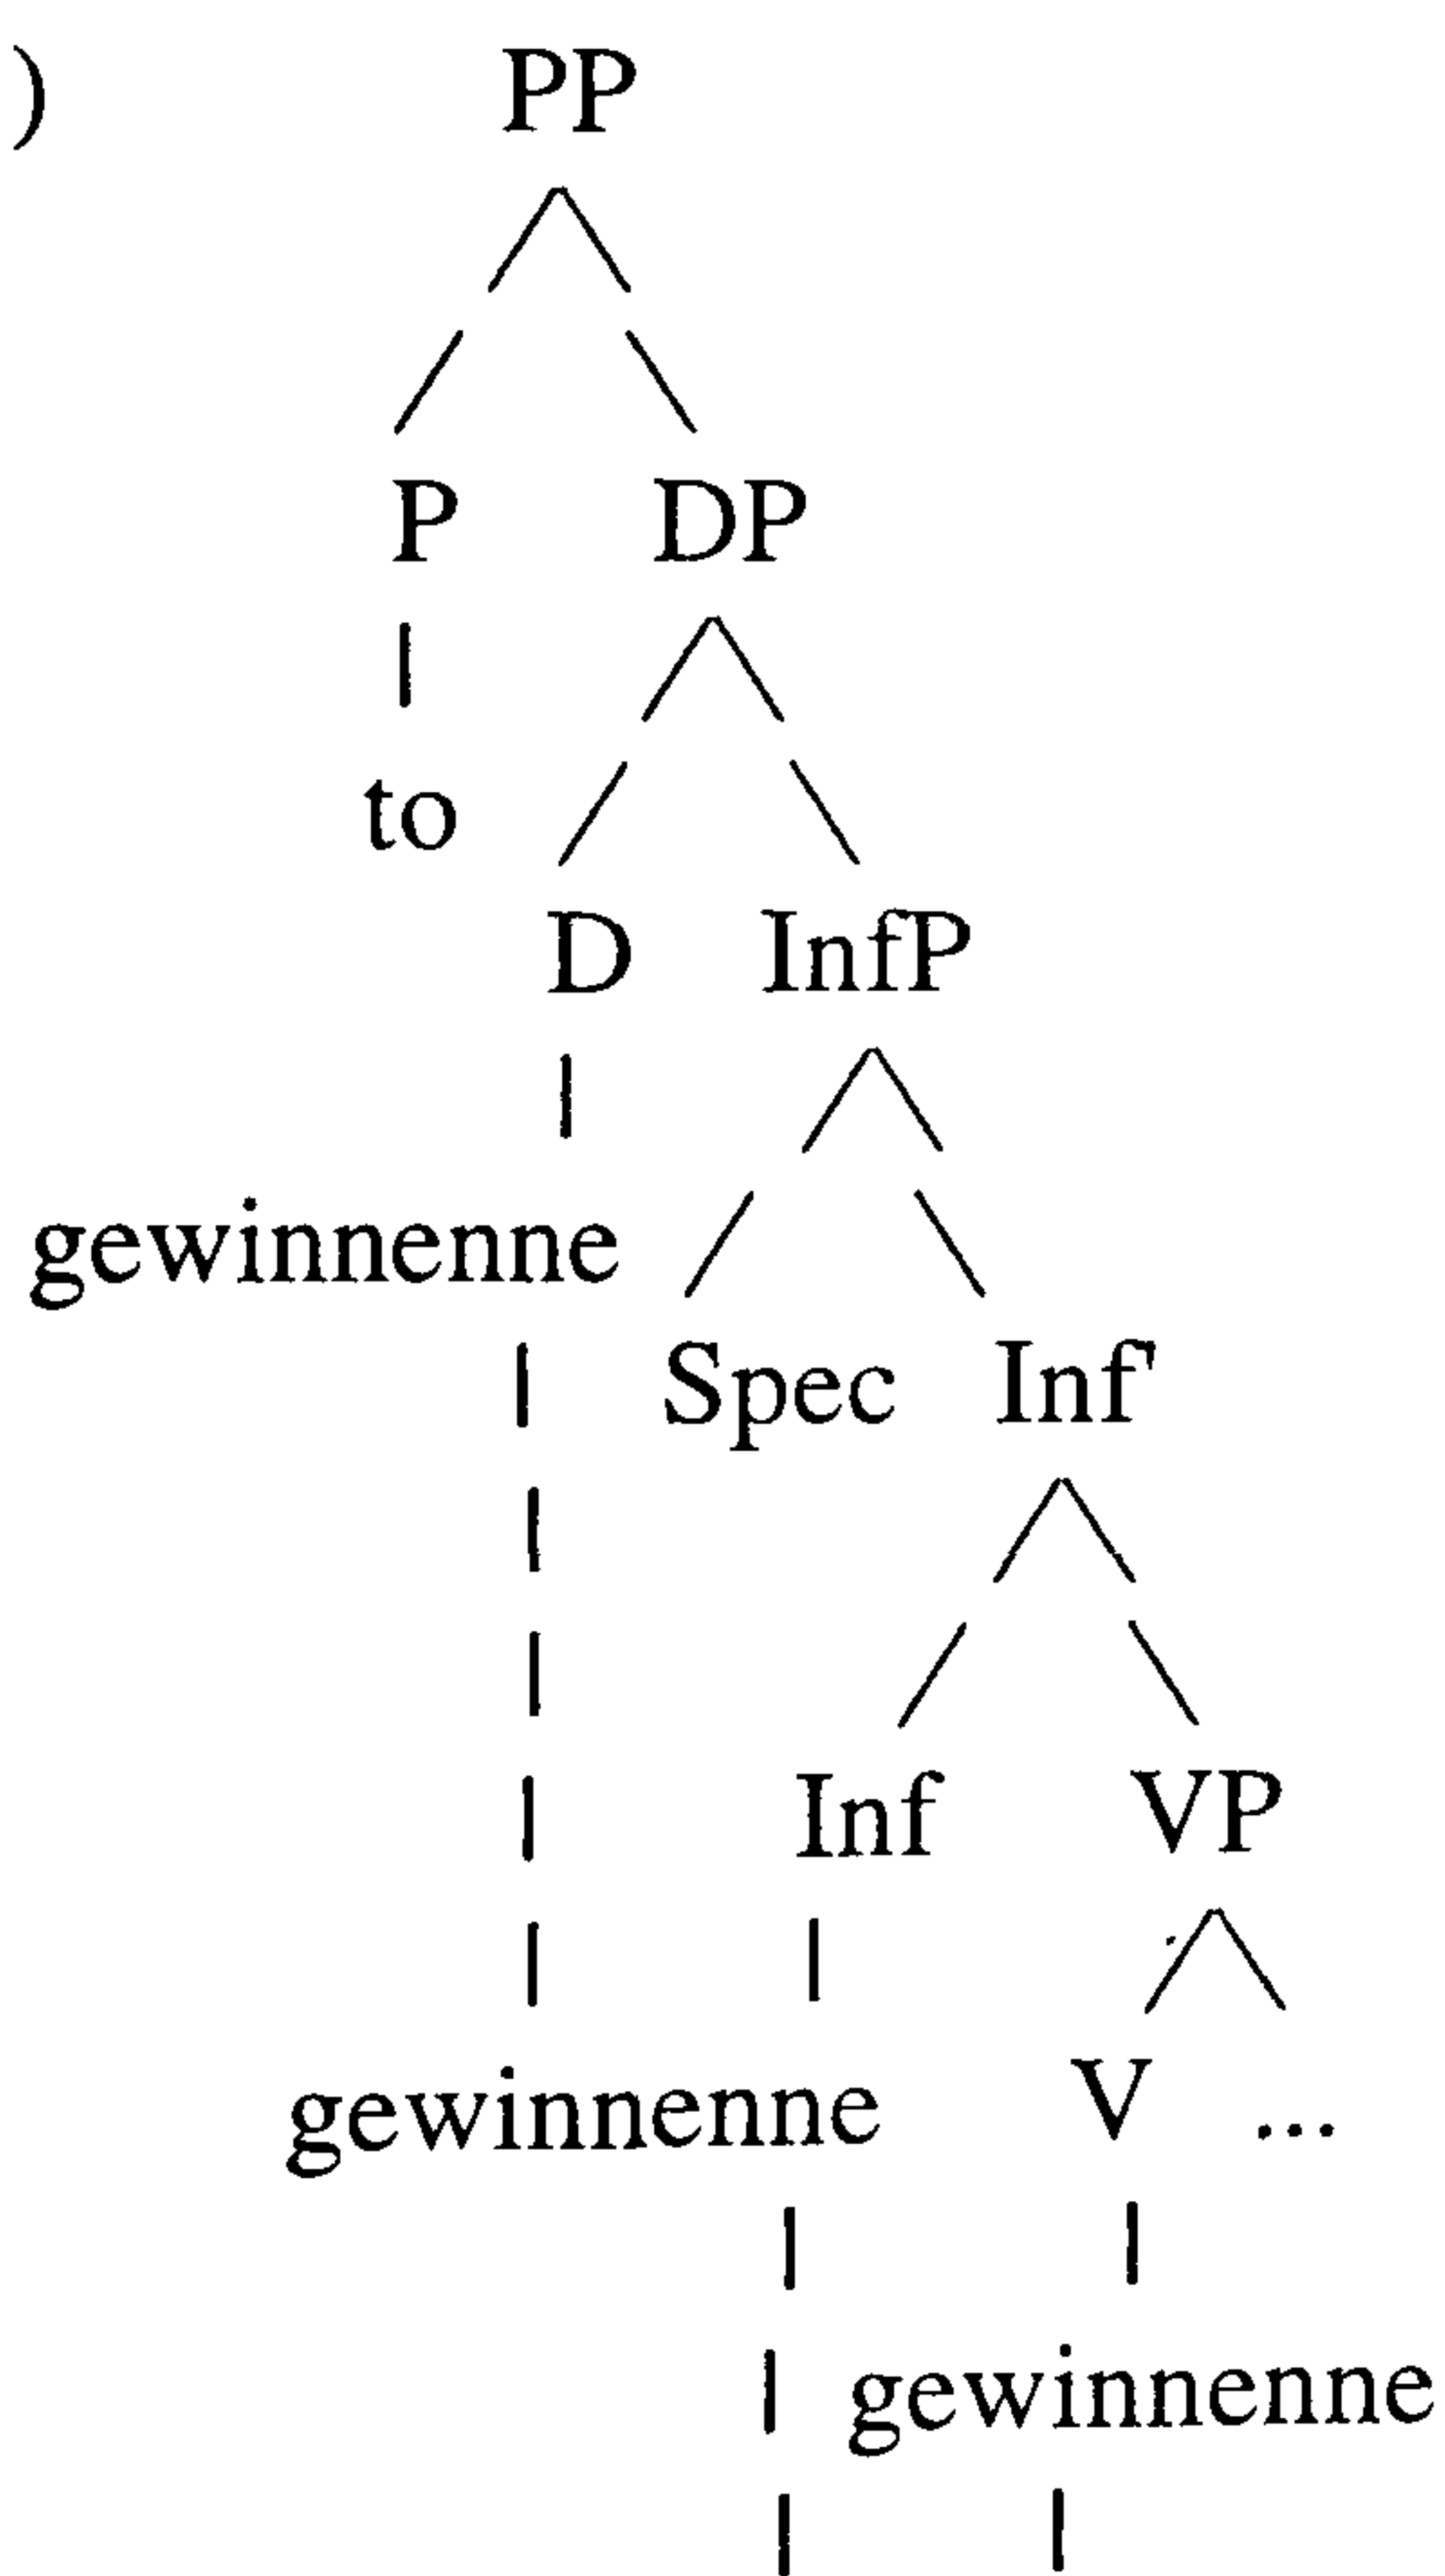 ) PP
P DP
to
D InfP
gewinnenne
Spec Inf'
Inf VP
gewinnenne V ...
gewinnenne